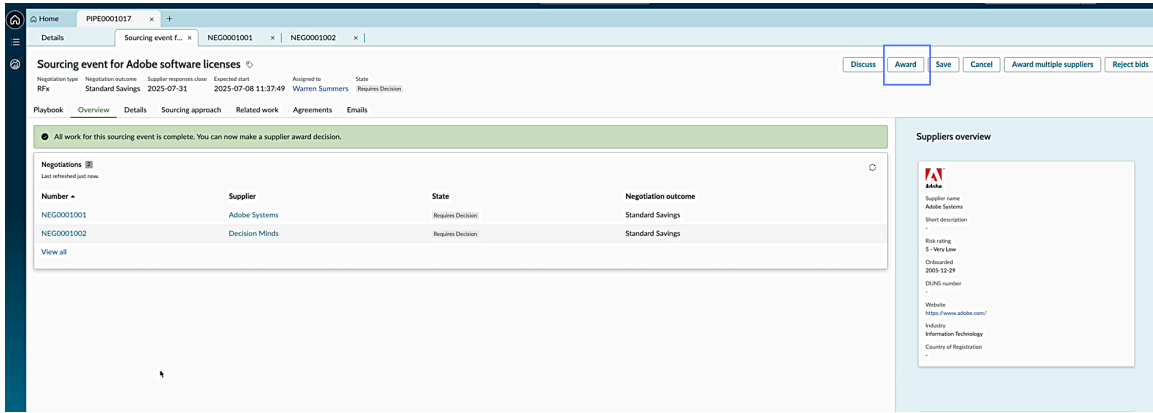 Home PIPE0001017 × +
Details Sourcing event f... × NEG0001001 × NEG0001002 ×
Sourcing event for Adobe software licenses
Discuss Award Save Cancel Award multiple suppliers Reject bids
Negotiation type Negotiation outcome Supplier responses close Expected start Assigned to State
RFx Standard Savings 2025-07-31 2025-07-08 11:37:49 Warren Summers Requires Decision
Playbook Overview Details Sourcing approach Related work Agreements Emails
All work for this sourcing event is complete. You can now make a supplier award decision.
Negotiations 2
Last refreshed just now.
Number Supplier State Negotiation outcome
NEG0001001 Adobe Systems Requires Decision Standard Savings
NEG0001002 Decision Minds Requires Decision Standard Savings
View all
Suppliers overview
Adobe
Supplier name
Adobe Systems
Short description
-
Risk rating
5 - Very Low
Onboarded
2005-12-29
DUNS number
-
Website
https://www.adobe.com/
Industry
Information Technology
Country of Registration
-